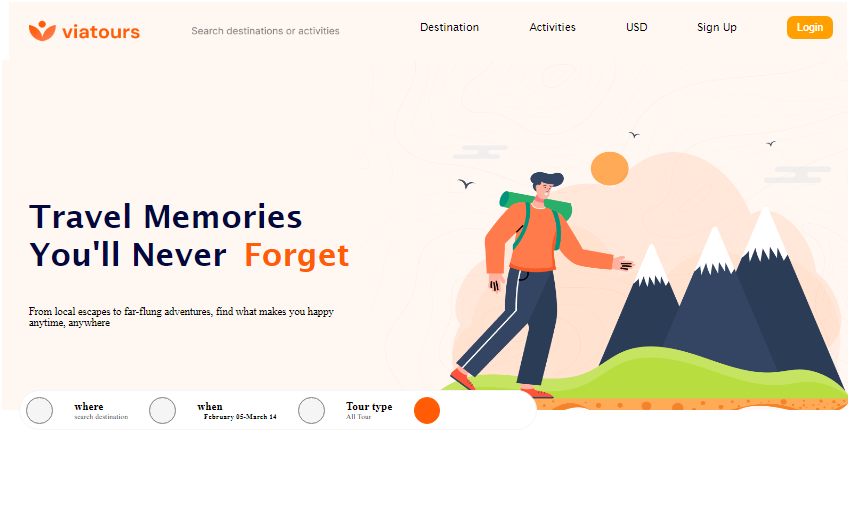 viatours
Search destinations or activities
Destination
Activities
USD
Sign Up
Login
Travel Memories
You'll Never Forget
From local escapes to far-flung adventures, find what makes you happy
anytime, anywhere
where
search destination
when
February 05-March 14
Tour type
All Tour